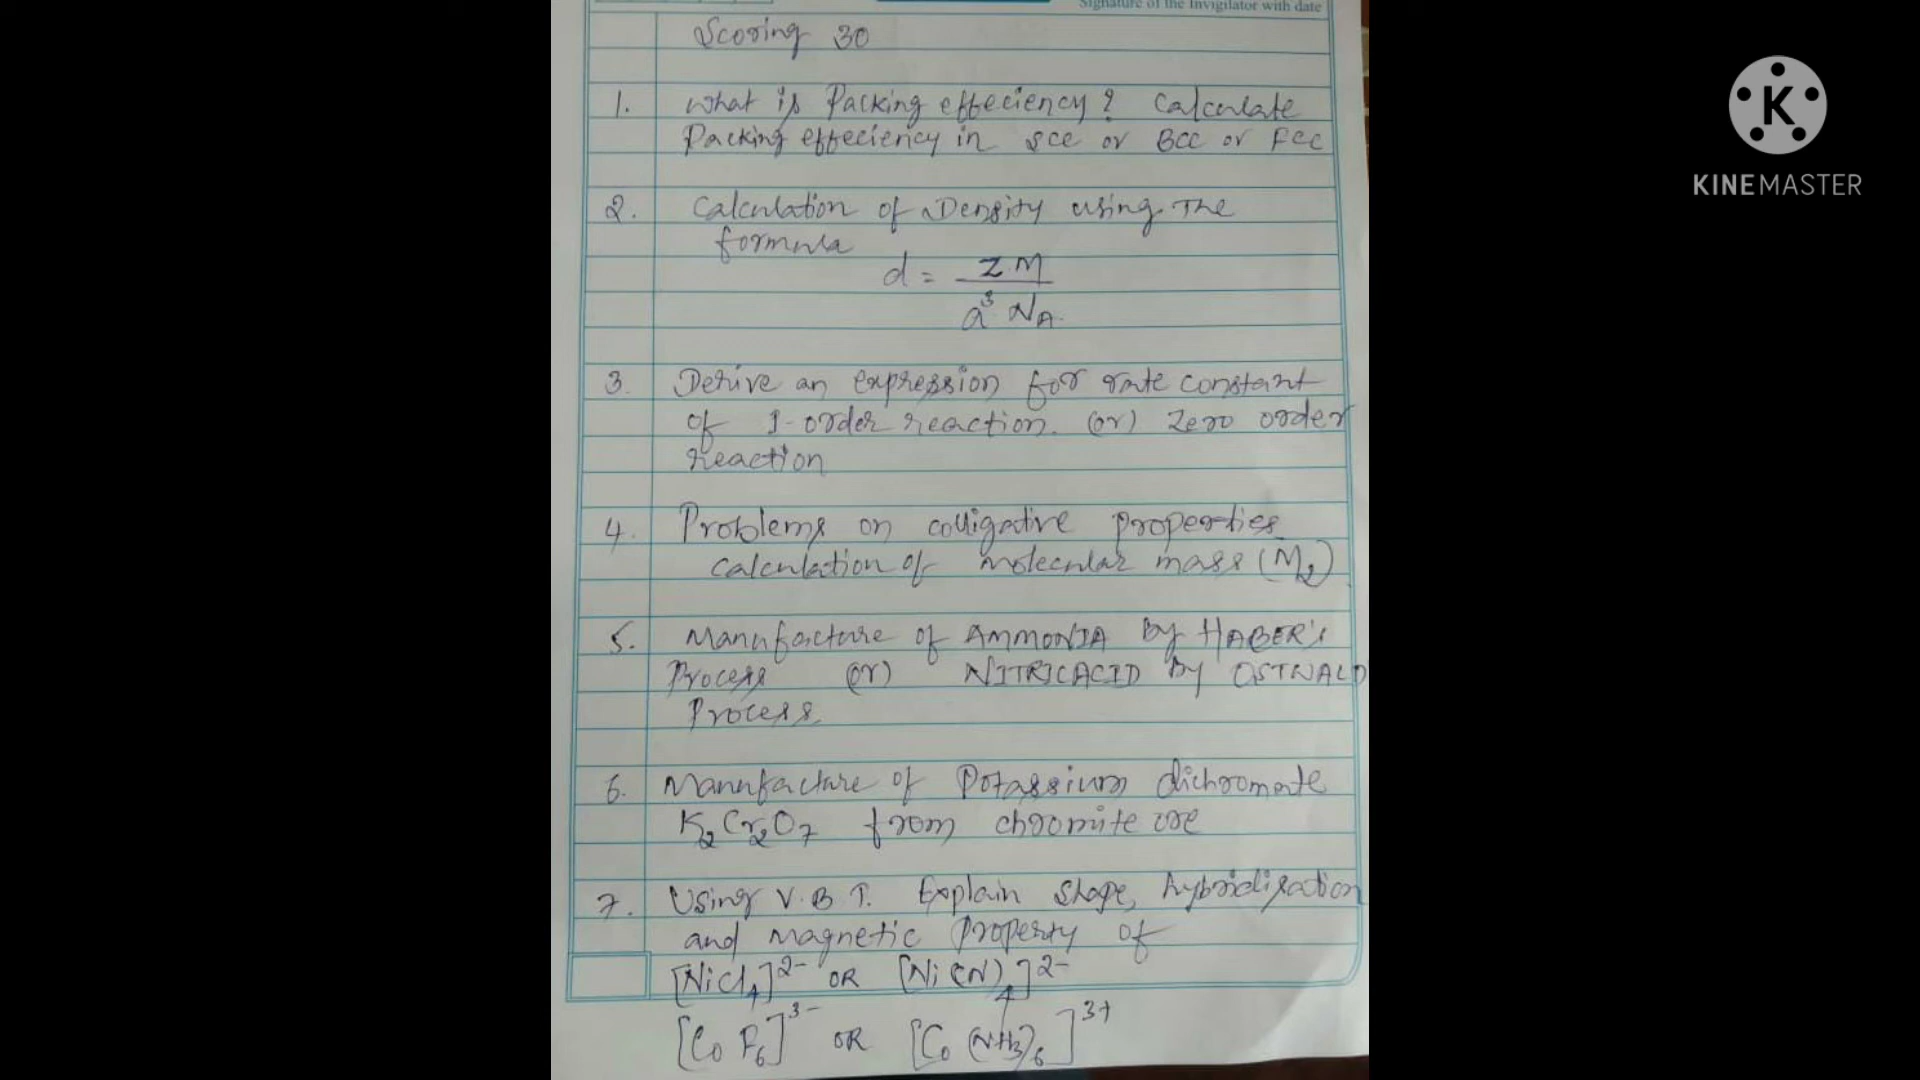 Signature of the Invigilator with date
Scoring 30
1. What is Packing effeciency? Calculate
Packing effeciency in SCC or BCC or FCC
2. Calculation of Density using The
formula
d = ZM / a³ NA
3. Derive an expression for rate constant
of I-order reaction. (or) Zero order
reaction
4. Problems on colligative properties
calculation of molecular mass (M₂)
5. Manufacture of AMMONIA By HABER's
Process (or) NITRICACID By OSTWALD
Process.
6. Manufacture of Potassium dichromate
K₂Cr₂O₇ from chromite ore
7. Using V.B.T. Explain shape, hybridisation
and magnetic property of
[NiCl₄]²⁻ OR [Ni(CN)₄]²⁻
[CoF₆]³⁻ OR [Co(NH₃)₆]³⁺
K
KINEMASTER